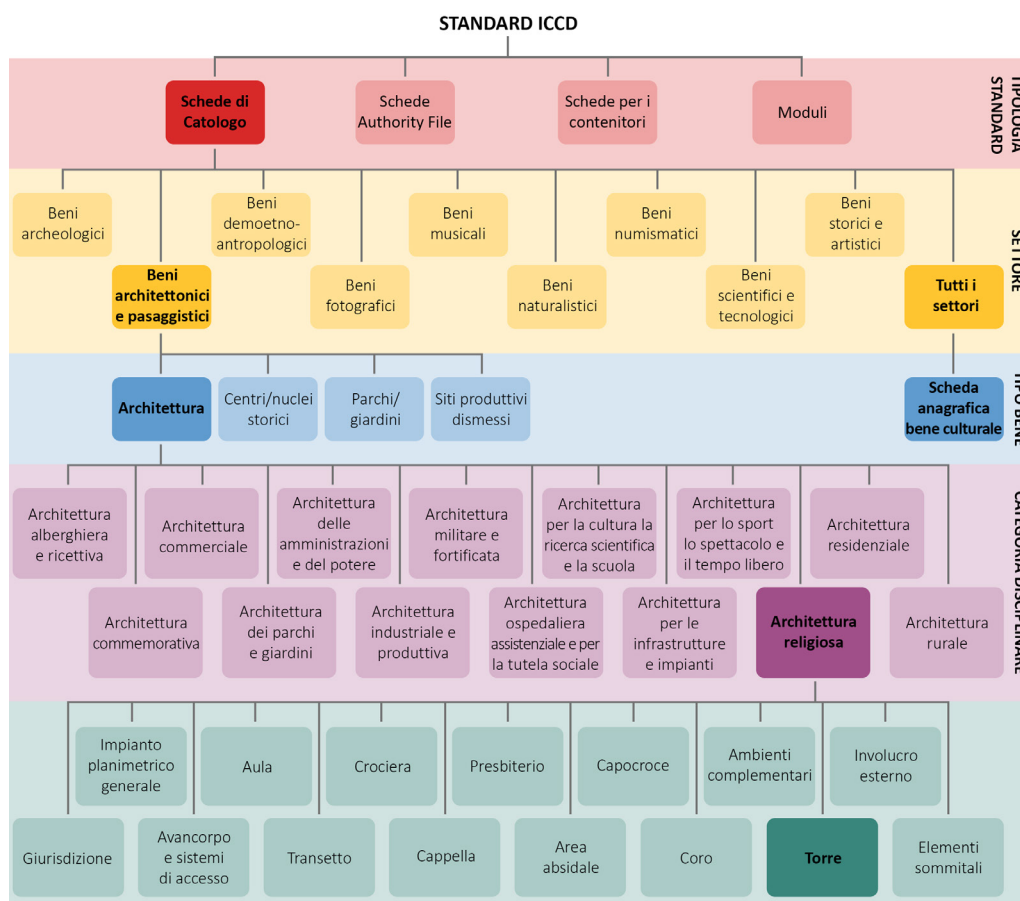 STANDARD ICCD
TIPOLOGIA
STANDARD
Schede di
Catologo
Schede
Authority File
Schede per i
contenitori
Moduli
SETTORE
Beni
archeologici
Beni
demoetno-
antropologici
Beni
musicali
Beni
numismatici
Beni
storici e
artistici
Beni
architettonici
e pasaggistici
Beni
fotografici
Beni
naturalistici
Beni
scientifici e
tecnologici
Tutti i
settori
TIPO BENE
Architettura
Centri/nuclei
storici
Parchi/
giardini
Siti produttivi
dismessi
Scheda
anagrafica
bene culturale
CATEGORIA DISCIPLINARE
Architettura
alberghiera
e ricettiva
Architettura
commerciale
Architettura
delle
amministrazioni
e del potere
Architettura
militare e
fortificata
Architettura
per la cultura la
ricerca scientifica
e la scuola
Architettura
per lo sport
lo spettacolo e
il tempo libero
Architettura
residenziale
Architettura
commemorativa
Architettura
dei parchi
e giardini
Architettura
industriale e
produttiva
Architettura
ospedaliera
assistenziale e per
la tutela sociale
Architettura
per le
infrastrutture
e impianti
Architettura
religiosa
Architettura
rurale
Impianto
planimetrico
generale
Aula
Crociera
Presbiterio
Capocroce
Ambienti
complementari
Involucro
esterno
Giurisdizione
Avancorpo
e sistemi
di accesso
Transetto
Cappella
Area
absidale
Coro
Torre
Elementi
sommitali